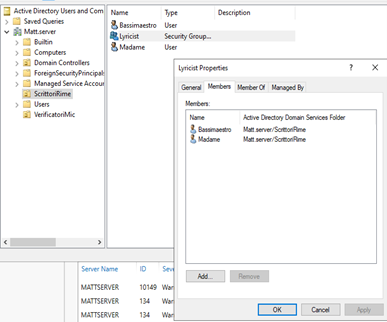 Active Directory Users and Com
Saved Queries
Matt.server
Builtin
Computers
Domain Controllers
ForeignSecurityPrincipals
Managed Service Accou
ScrittoriRime
Users
VerificatoriMic
Name Type Description
Bassimaestro User
Lyricist Security Group...
Madame User
Lyricist Properties
? ×
General Members Member Of Managed By
Members:
Name Active Directory Domain Services Folder
Bassimaestro Matt.server/ScrittoriRime
Madame Matt.server/ScrittoriRime
Add... Remove
OK Cancel Apply
Server Name ID Seve
MATTSERVER 10149 War
MATTSERVER 134 War
MATTSERVER 134 War